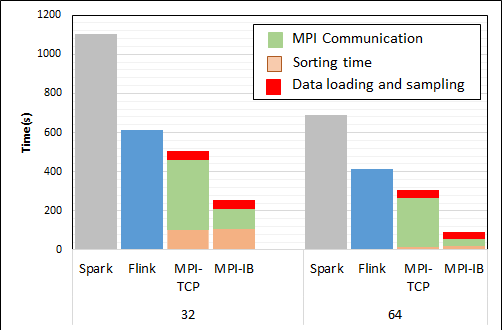 1200
1000
800
600
400
200
0
Time(s)
MPI Communication
Sorting time
Data loading and sampling
Spark Flink MPI- MPI-IB Spark Flink MPI- MPI-IB
TCP TCP
32 64